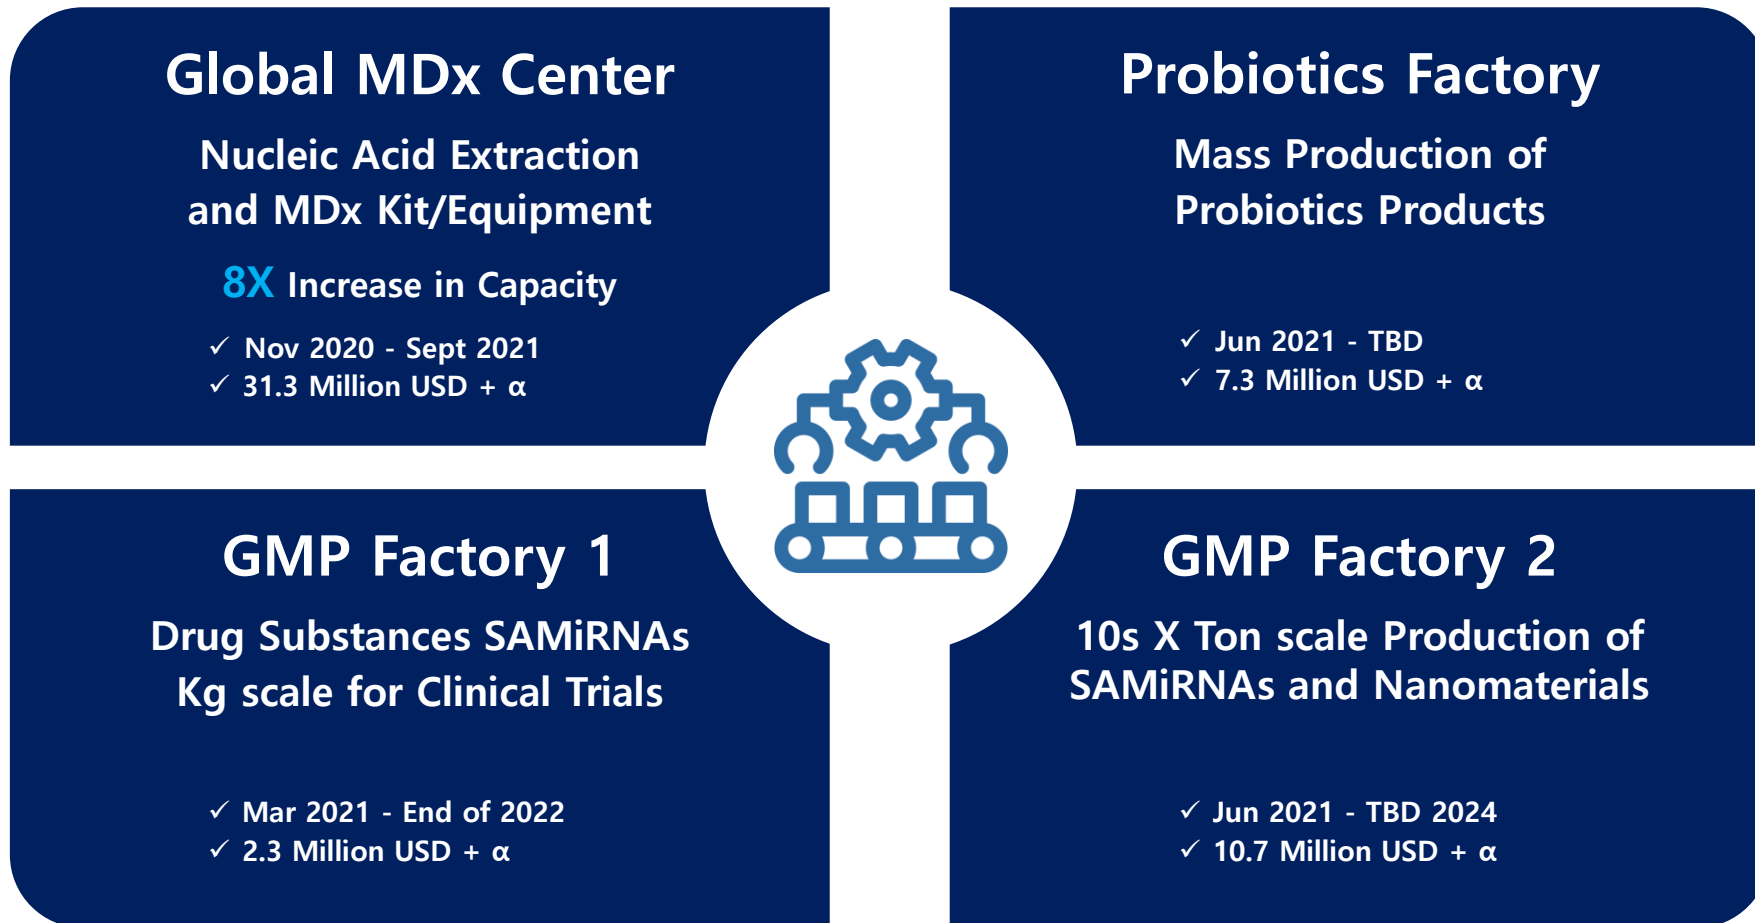 Global MDx Center
Nucleic Acid Extraction
and MDx Kit/Equipment
8X Increase in Capacity
✓ Nov 2020 - Sept 2021
✓ 31.3 Million USD + α
Probiotics Factory
Mass Production of
Probiotics Products
✓ Jun 2021 - TBD
✓ 7.3 Million USD + α
GMP Factory 1
Drug Substances SAMiRNAs
Kg scale for Clinical Trials
✓ Mar 2021 - End of 2022
✓ 2.3 Million USD + α
GMP Factory 2
10s X Ton scale Production of
SAMiRNAs and Nanomaterials
✓ Jun 2021 - TBD 2024
✓ 10.7 Million USD + α